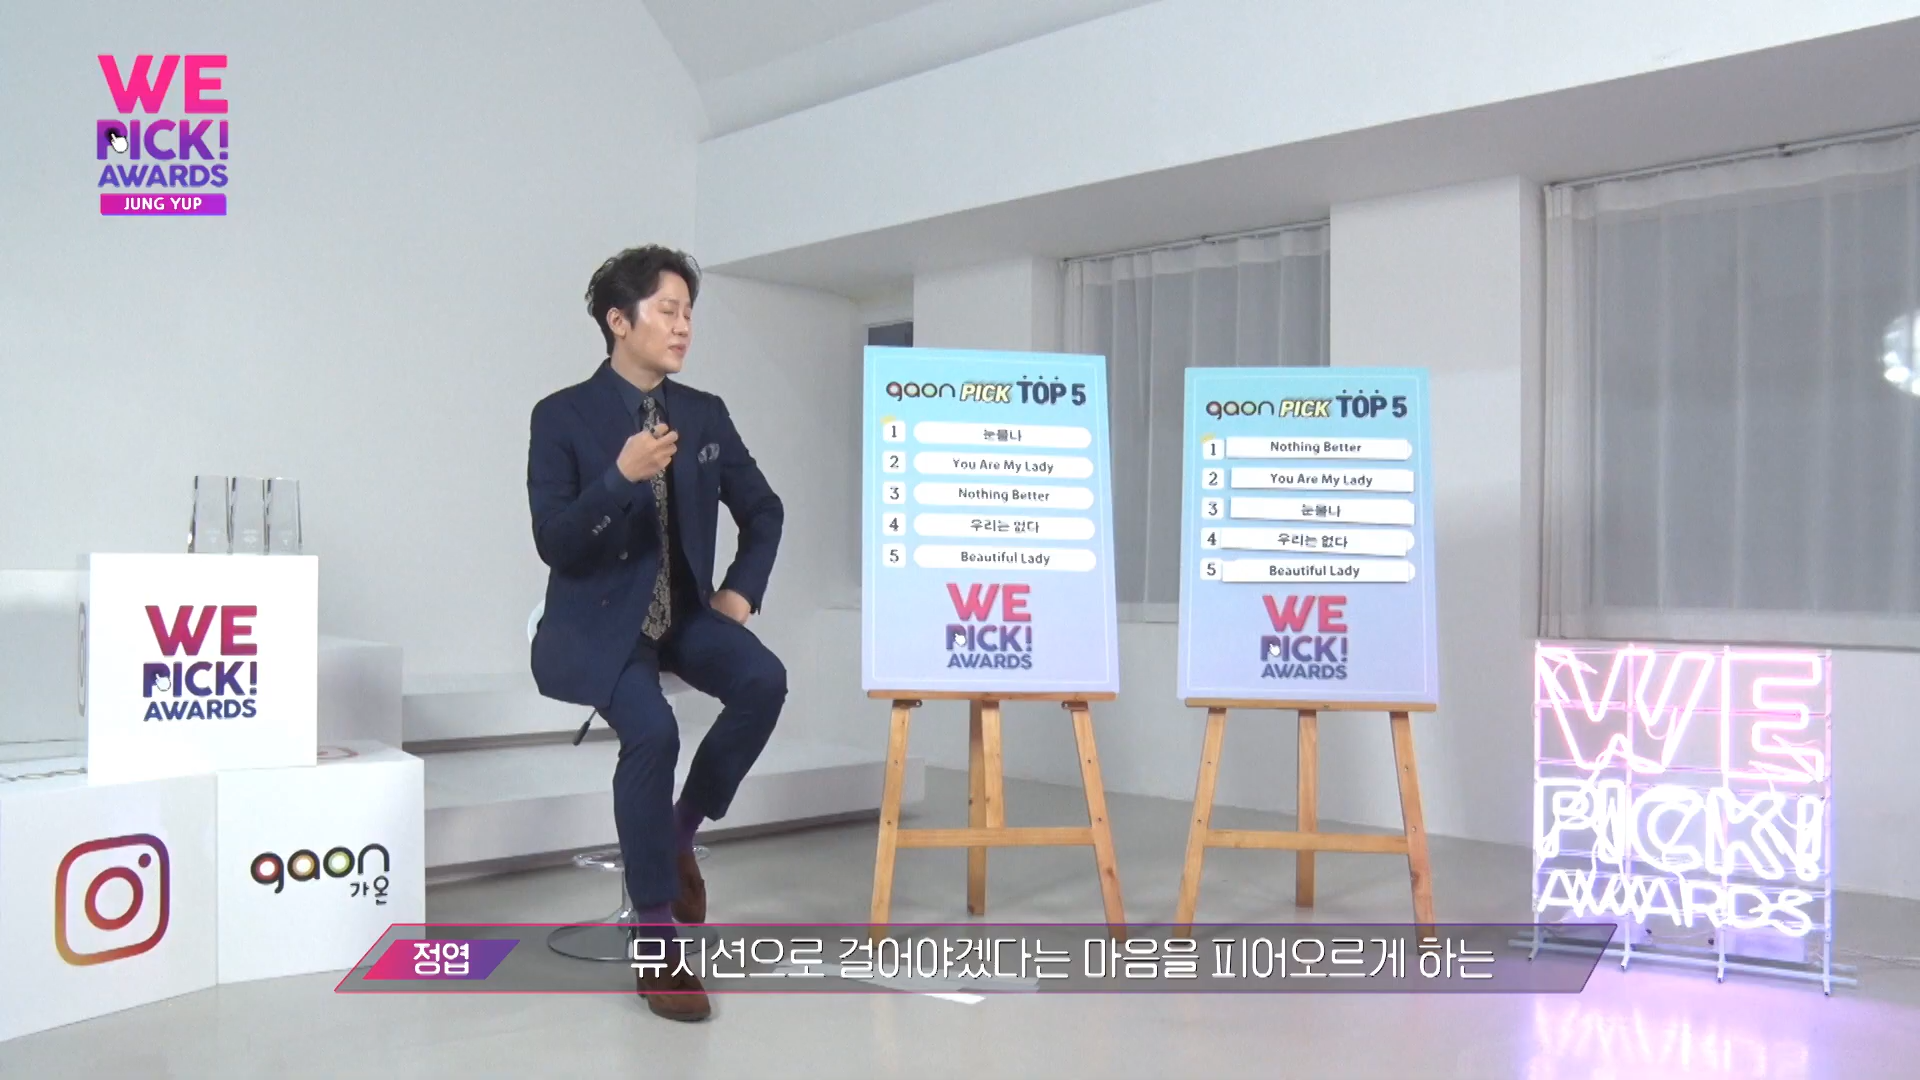 WE
PICK!
AWARDS
JUNG YUP
gaon PICK TOP 5
1 눈물나
2 You Are My Lady
3 Nothing Better
4 우리는 없다
5 Beautiful Lady
WE
PICK!
AWARDS
gaon PICK TOP 5
1 Nothing Better
2 You Are My Lady
3 눈물나
4 우리는 없다
5 Beautiful Lady
WE
PICK!
AWARDS
WE
PICK!
AWARDS
gaon
가온
WE
PICK!
AWARDS
정엽
뮤지션으로 걸어야겠다는 마음을 피어오르게 하는